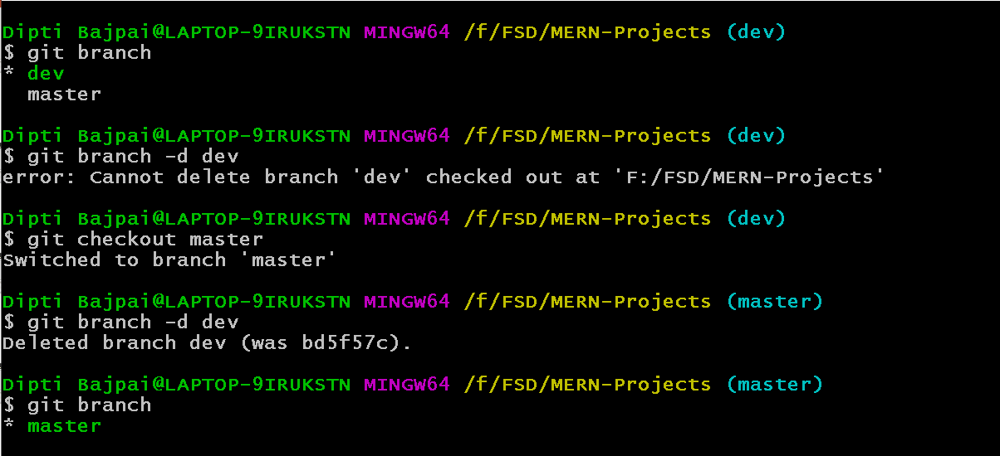 Dipti Bajpai@LAPTOP-9IRUKSTN MINGW64 /f/FSD/MERN-Projects (dev)
$ git branch
* dev
  master
Dipti Bajpai@LAPTOP-9IRUKSTN MINGW64 /f/FSD/MERN-Projects (dev)
$ git branch -d dev
error: Cannot delete branch 'dev' checked out at 'F:/FSD/MERN-Projects'
Dipti Bajpai@LAPTOP-9IRUKSTN MINGW64 /f/FSD/MERN-Projects (dev)
$ git checkout master
Switched to branch 'master'
Dipti Bajpai@LAPTOP-9IRUKSTN MINGW64 /f/FSD/MERN-Projects (master)
$ git branch -d dev
Deleted branch dev (was bd5f57c).
Dipti Bajpai@LAPTOP-9IRUKSTN MINGW64 /f/FSD/MERN-Projects (master)
$ git branch
* master